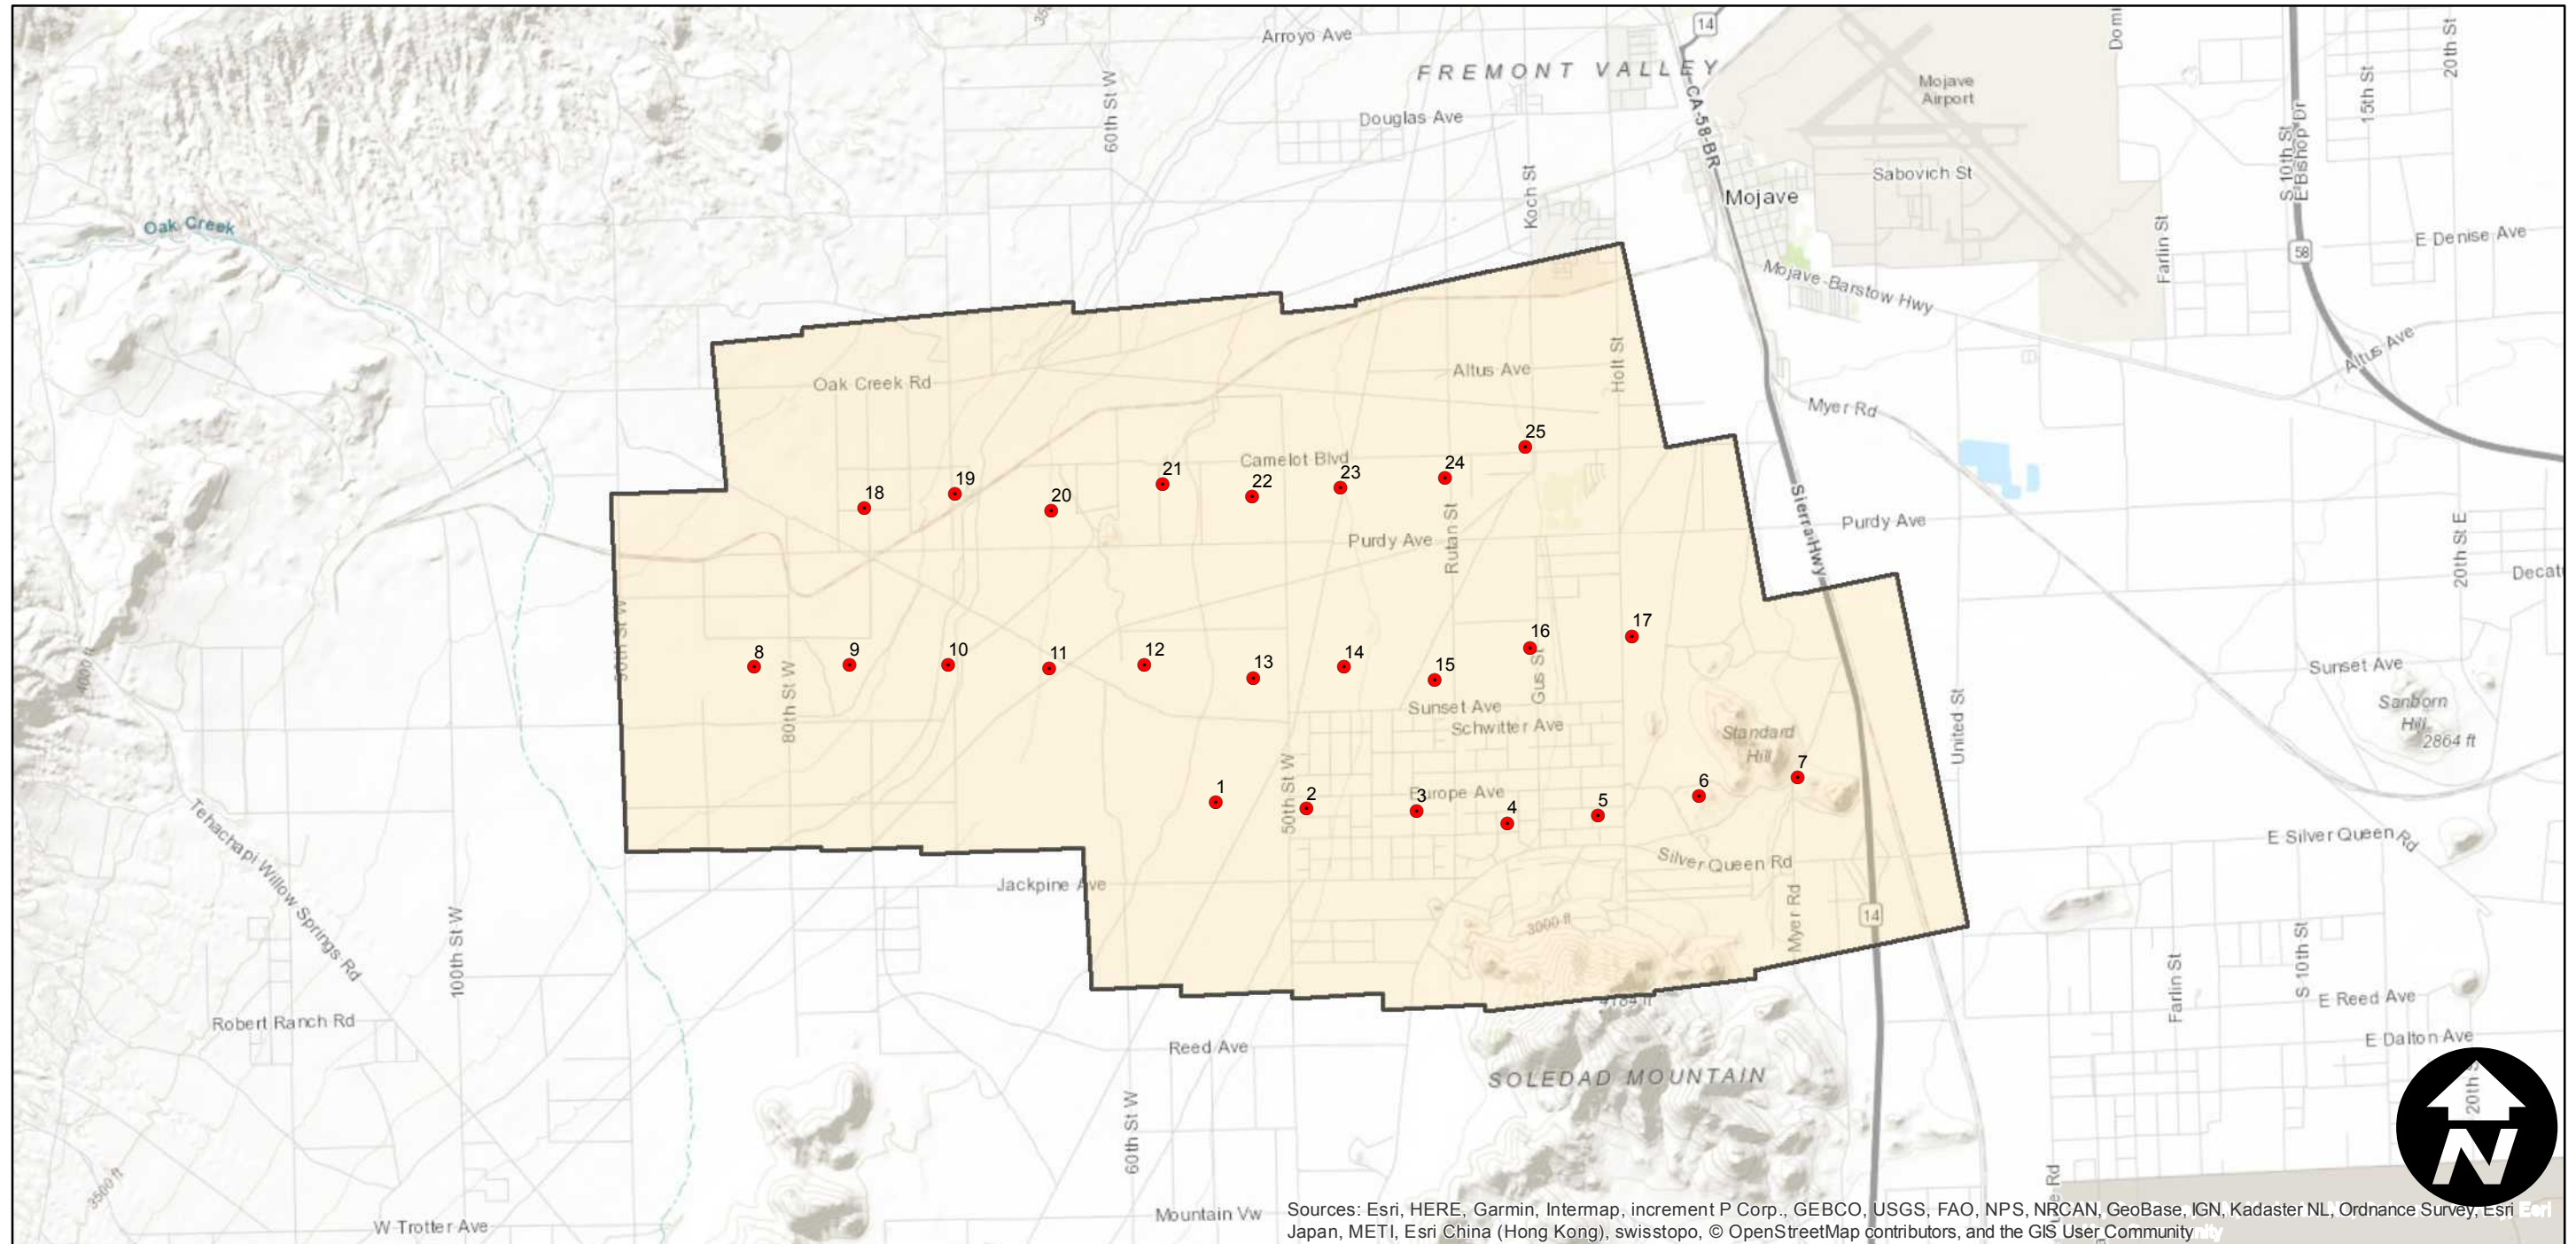 14
Arroyo Ave
FREMONT VALLEY
Mojave
Airport
20th St
15th St
60th St W
Douglas Ave
CA-58-BR
S 10th St
E Bishop Dr
Sabovich St
Koch St
Mojave
Oak Creek
Farlin St
E Denise Ave
58
Mojave-Barstow Hwy
Altus Ave
Holt St
Altus Ave
Oak Creek Rd
Myer Rd
25
Camelot Blvd
24
23
22
21
20
19
18
Sierra Hwy
Purdy Ave
Rutan St
Purdy Ave
20th St E
90th St W
17
16
15
14
13
12
11
10
9
8
4000 ft
80th St W
Gus St
Sunset Ave
Schwitter Ave
Sunset Ave
Sanborn
Hill
2864 ft
United St
Standard
Hill
7
6
5
4
3
2
1
50th St W
Europe Ave
Tehachapi Willow Springs Rd
E Silver Queen Rd
Silver Queen Rd
Jackpine Ave
Myer Rd
14
3000 ft
100th St W
Farlin St
S 10th St
4184 ft
E Reed Ave
Robert Ranch Rd
Reed Ave
E Dalton Ave
SOLEDAD MOUNTAIN
60th St W
N
3500 ft
W Trotter Ave
Mountain Vw
Sources: Esri, HERE, Garmin, Intermap, increment P Corp., GEBCO, USGS, FAO, NPS, NRCAN, GeoBase, IGN, Kadaster NL, Ordnance Survey, Esri
Japan, METI, Esri China (Hong Kong), swisstopo, © OpenStreetMap contributors, and the GIS User Community